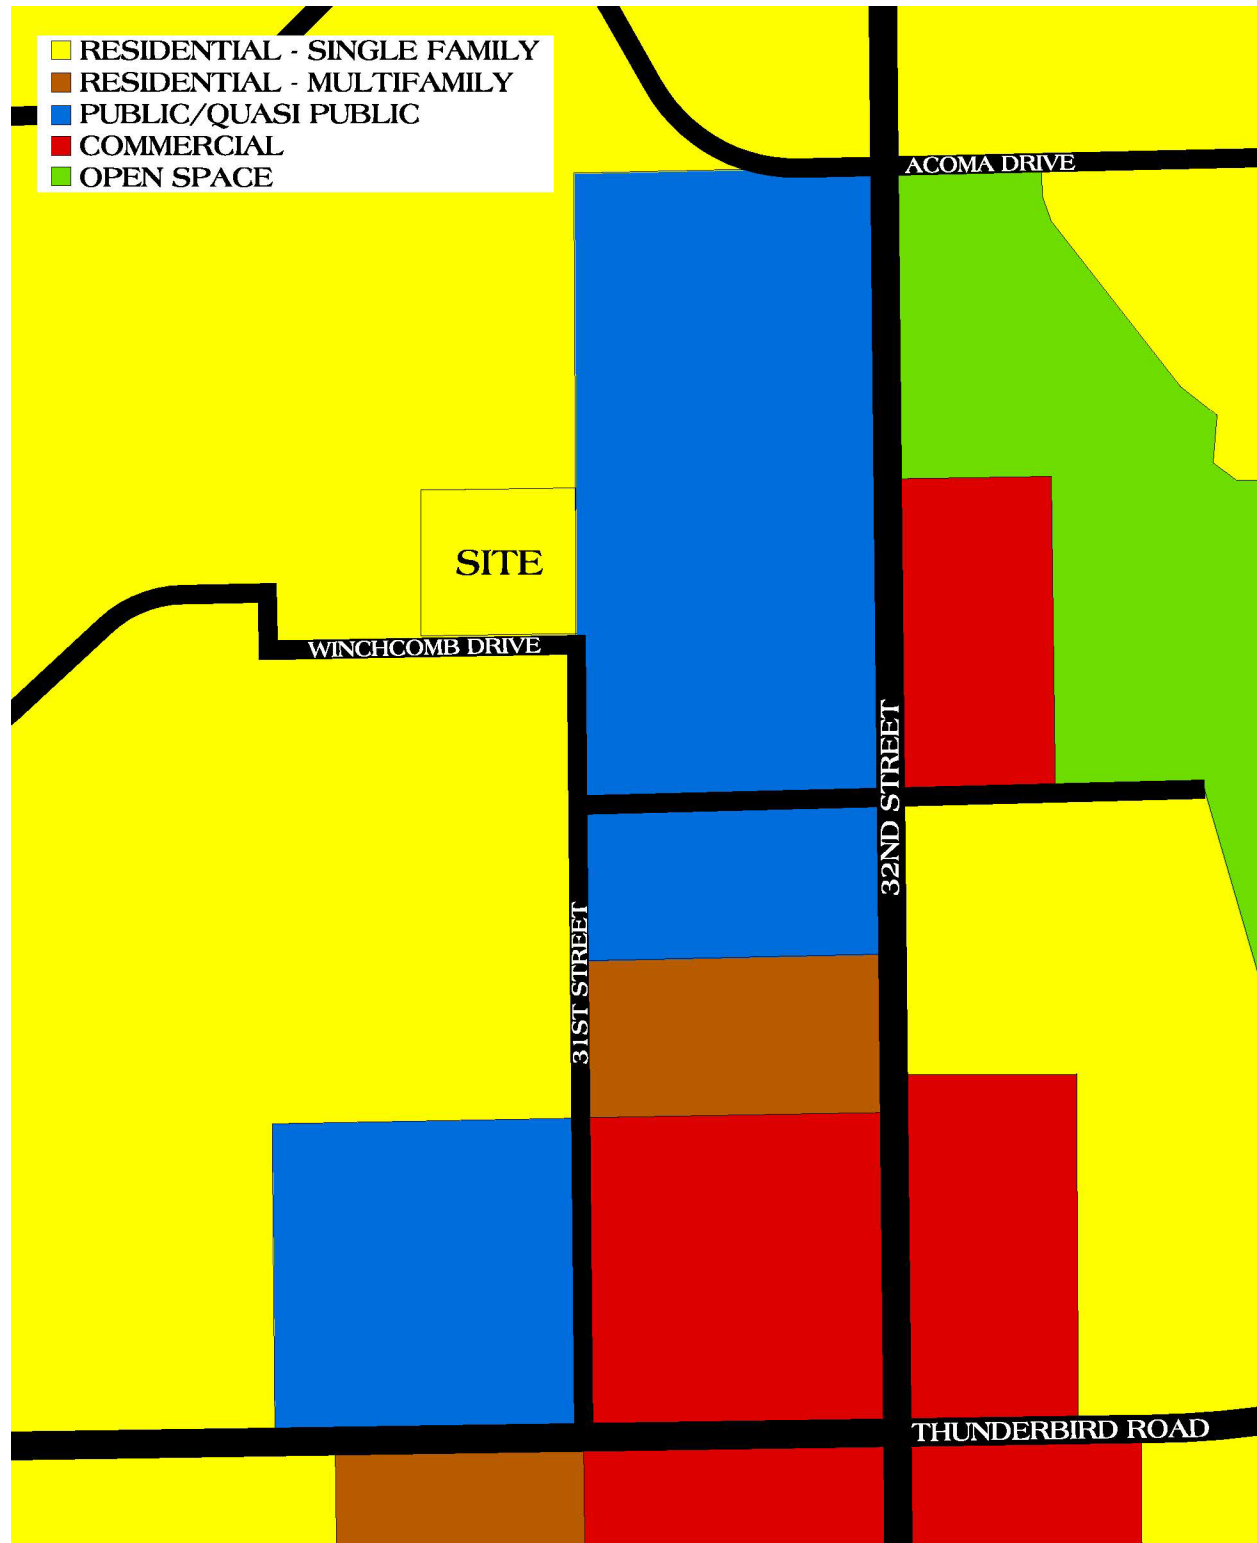 RESIDENTIAL - SINGLE FAMILY
RESIDENTIAL - MULTIFAMILY
PUBLIC/QUASI PUBLIC
COMMERCIAL
OPEN SPACE
ACOMA DRIVE
SITE
WINCHCOMB DRIVE
32ND STREET
31ST STREET
THUNDERBIRD ROAD